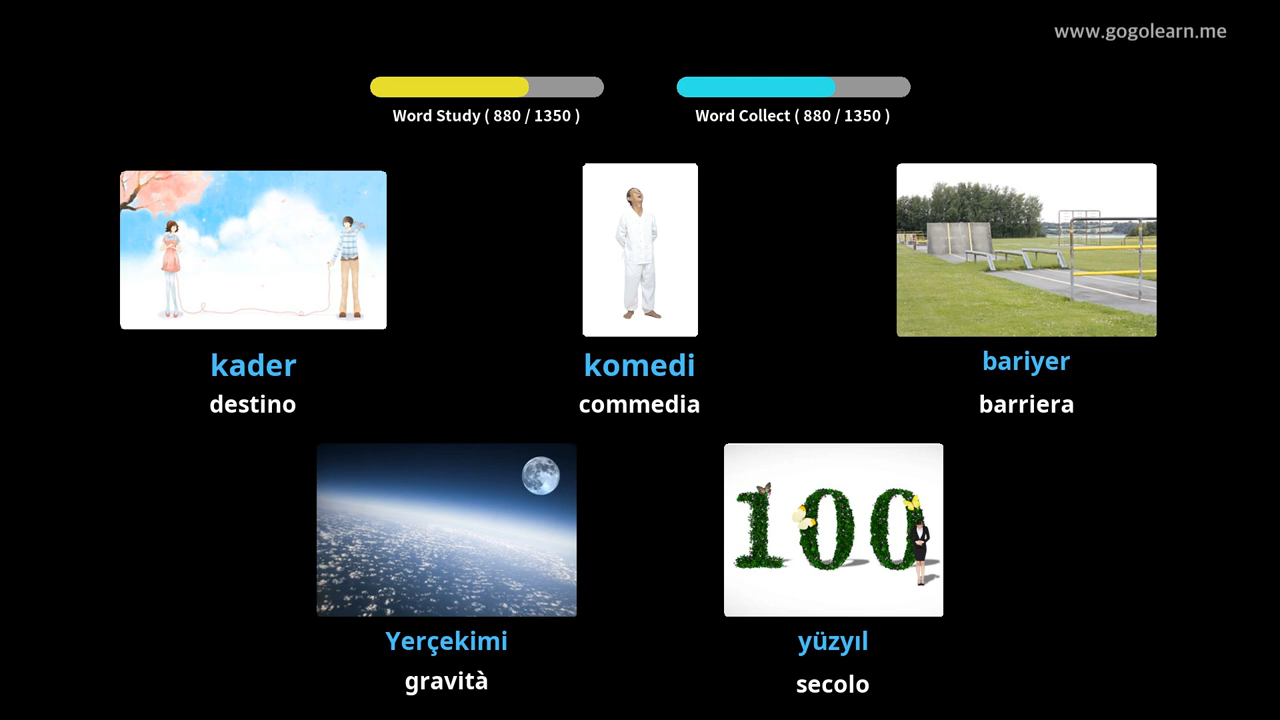 www.gogolearn.me
Word Study ( 880 / 1350 )
Word Collect ( 880 / 1350 )
kader
destino
komedi
commedia
bariyer
barriera
100
Yerçekimi
gravità
yüzyıl
secolo